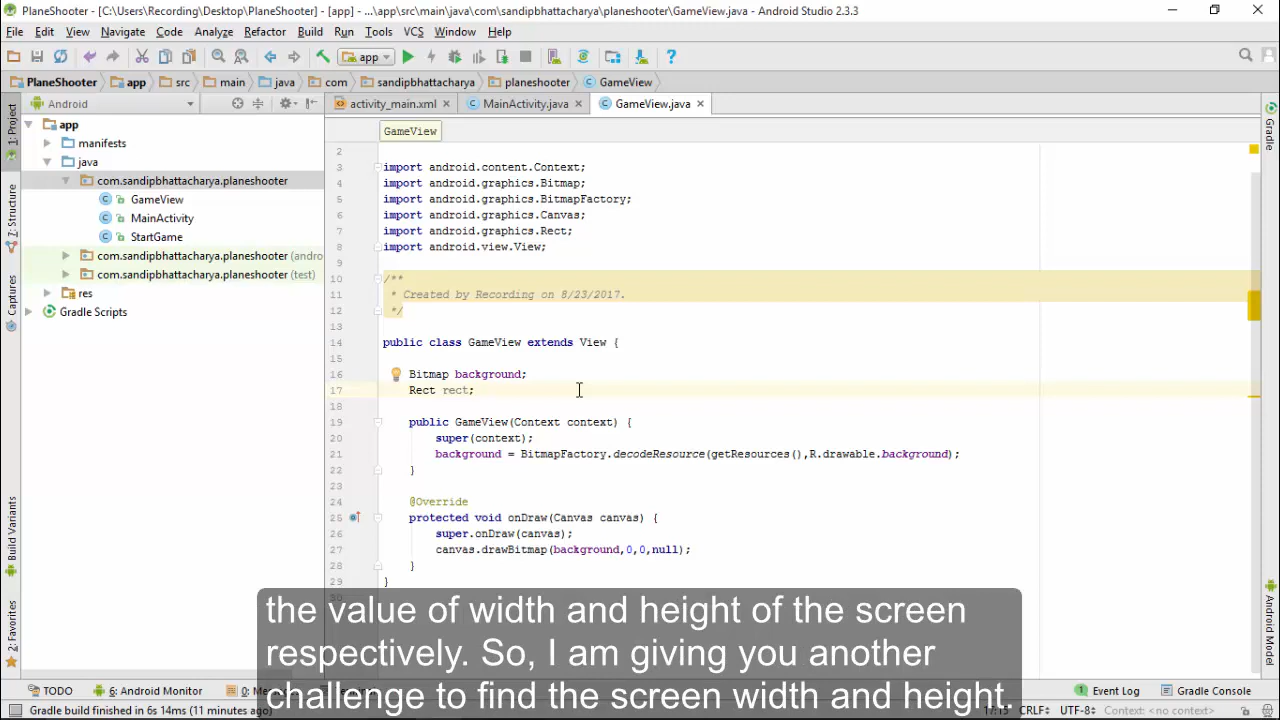 PlaneShooter - [C:\Users\Recording\Desktop\PlaneShooter] - [app] - ...\app\src\main\java\com\sandipbhattacharya\planeshooter\GameView.java - Android Studio 2.3.3
File Edit View Navigate Code Analyze Refactor Build Run Tools VCS Window Help
app
PlaneShooter app src main java com sandipbhattacharya planeshooter GameView
Android
activity_main.xml MainActivity.java GameView.java
GameView
app
manifests
java
com.sandipbhattacharya.planeshooter
GameView
MainActivity
StartGame
com.sandipbhattacharya.planeshooter (andro
com.sandipbhattacharya.planeshooter (test)
res
Gradle Scripts
1: Project
7: Structure
Captures
Build Variants
2: Favorites
2
3 import android.content.Context;
4 import android.graphics.Bitmap;
5 import android.graphics.BitmapFactory;
6 import android.graphics.Canvas;
7 import android.graphics.Rect;
8 import android.view.View;
9
10 /**
11 * Created by Recording on 8/23/2017.
12 */
13
14 public class GameView extends View {
15
16 Bitmap background;
17 Rect rect;
18
19 public GameView(Context context) {
20 super(context);
21 background = BitmapFactory.decodeResource(getResources(),R.drawable.background);
22 }
23
24 @Override
25 protected void onDraw(Canvas canvas) {
26 super.onDraw(canvas);
27 canvas.drawBitmap(background,0,0,null);
28 }
29 }
Gradle
Android Model
the value of width and height of the screen
respectively. So, I am giving you another
challenge to find the screen width and height.
TODO 6: Android Monitor 0: Event Log Gradle Console
Gradle build finished in 6s 14ms (11 minutes ago) CRLF UTF-8 Context: <no context>